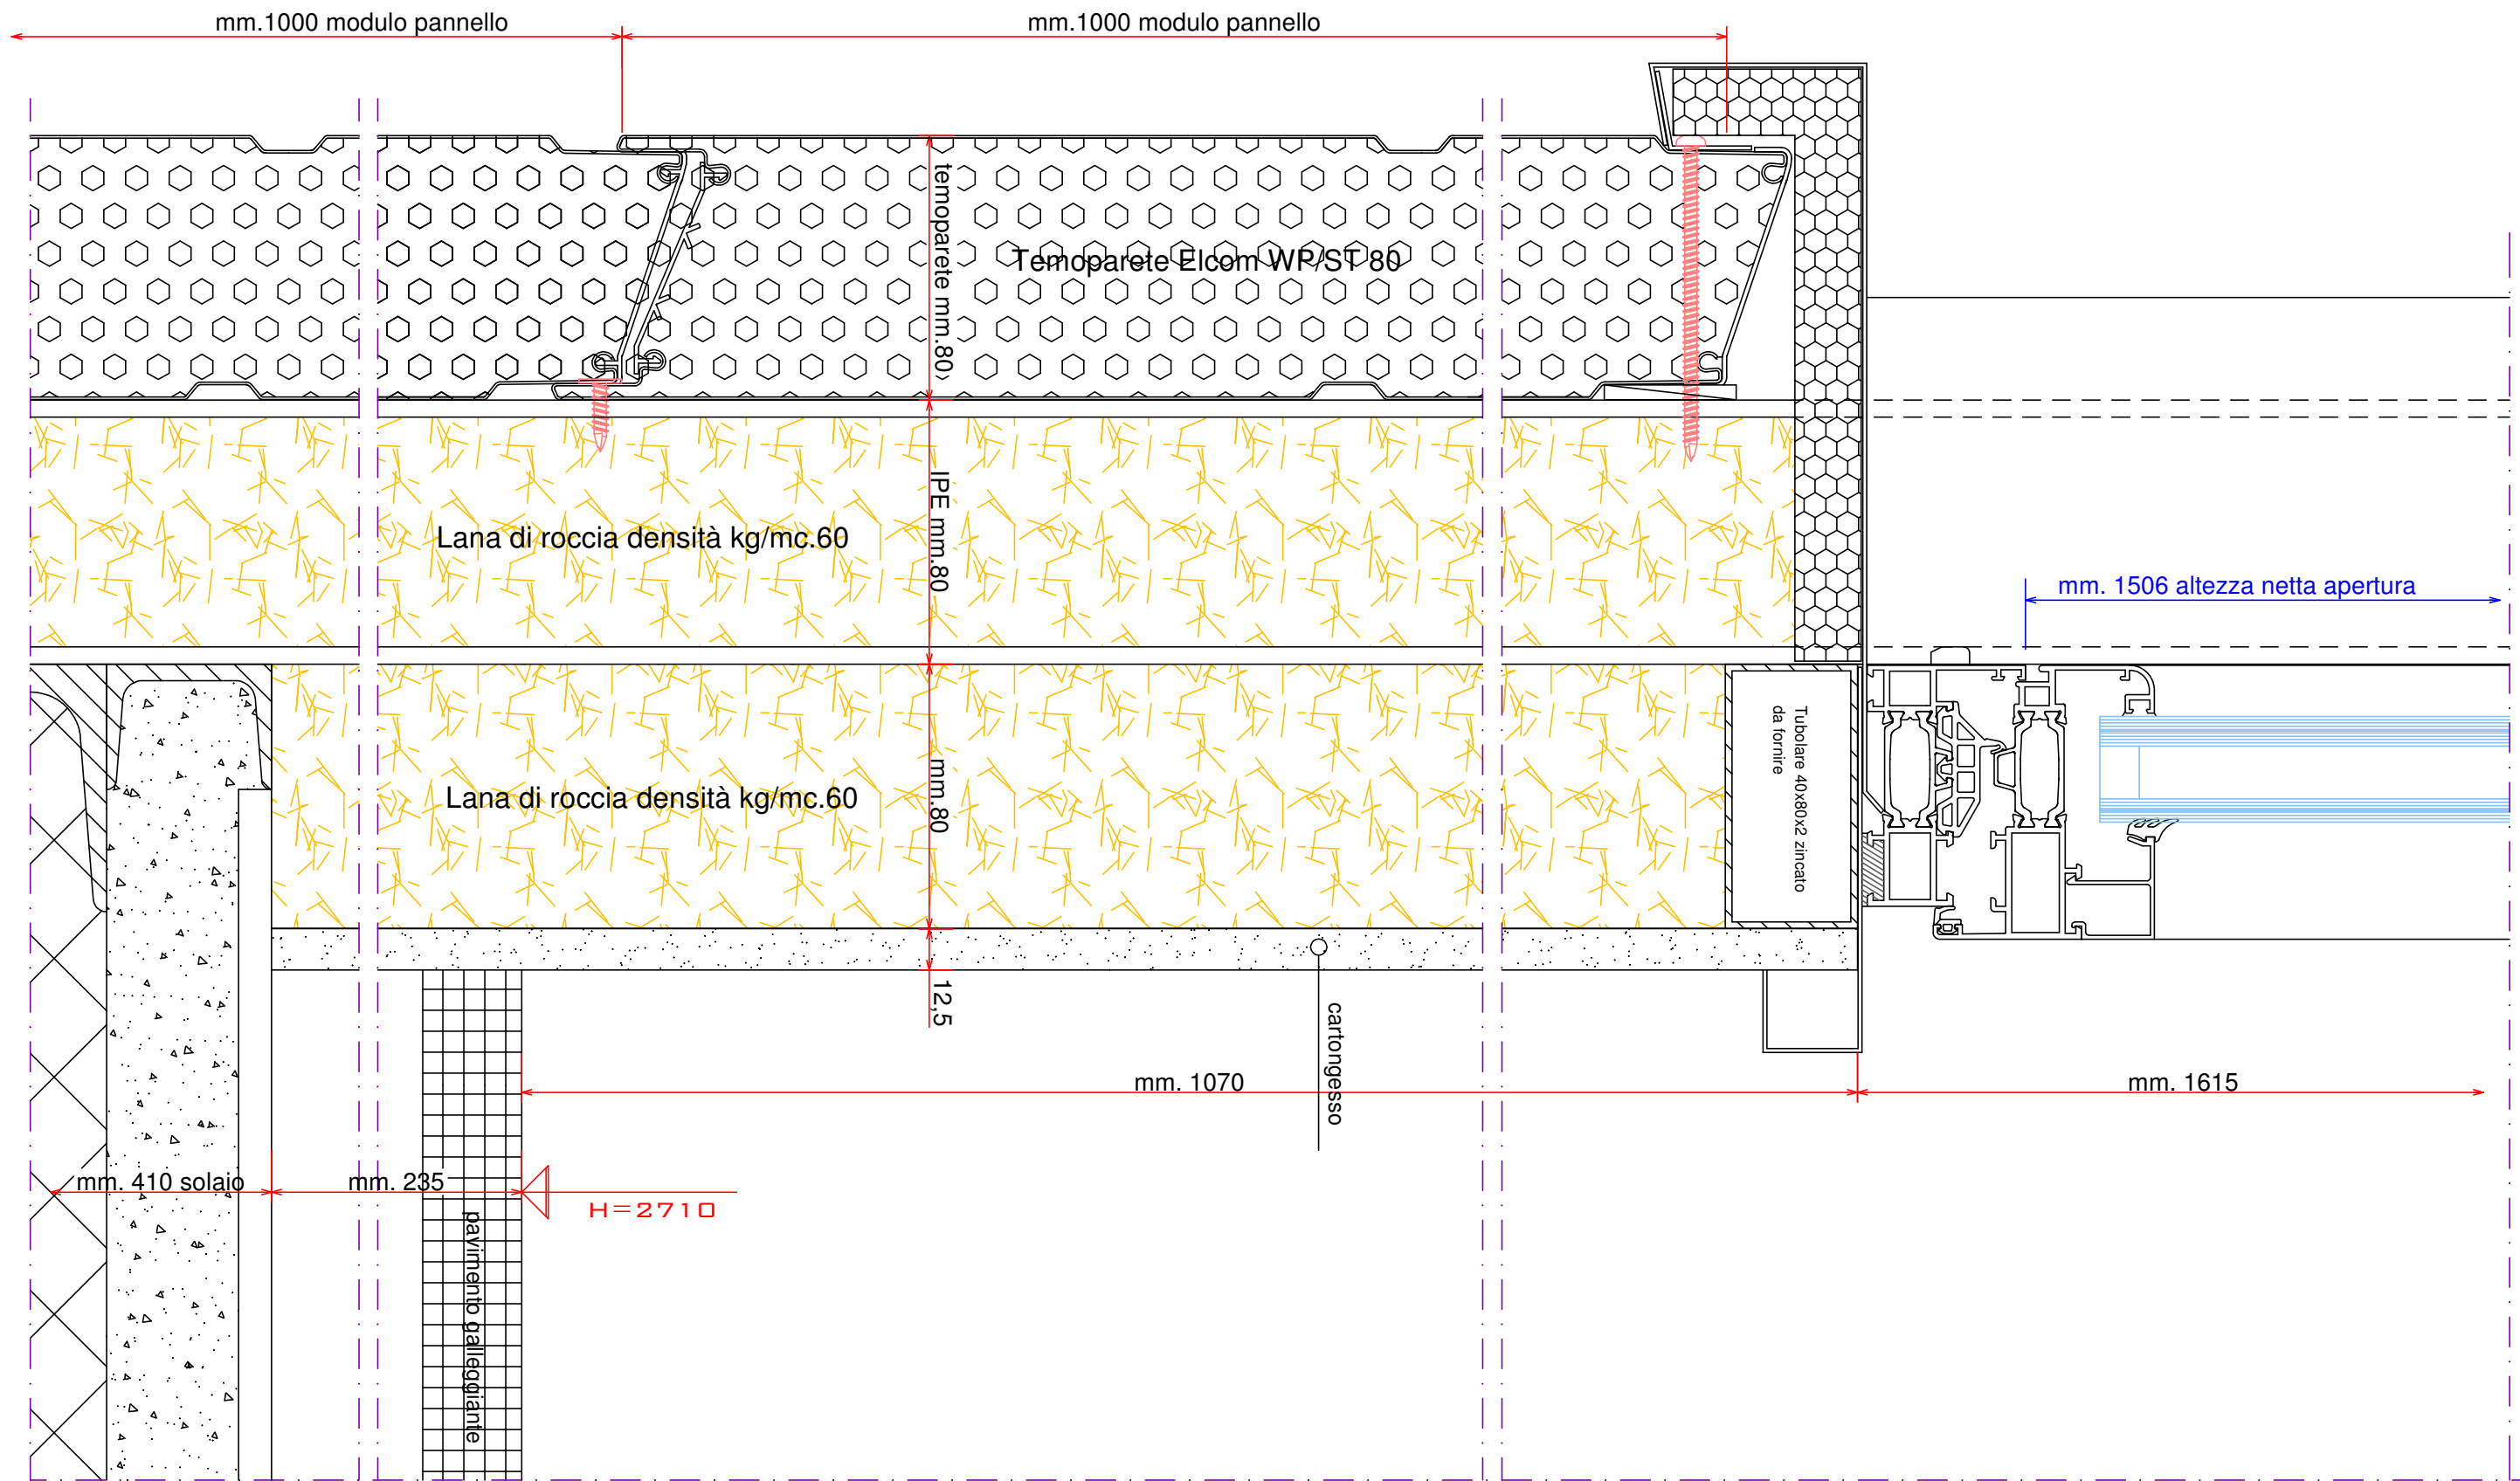 mm.1000 modulo pannello
mm.1000 modulo pannello
temoparete mm.80
Temoparete Elcom WP/ST 80
IPE mm.80
Lana di roccia densità kg/mc.60
mm. 1506 altezza netta apertura
Tubolare 40x80x2 zincato
da fornire
mm.80
Lana di roccia densità kg/mc.60
12,5
cartongesso
mm. 1070
mm. 1615
mm. 410 solaio
mm. 235
H=2710
pavimento galleggiante